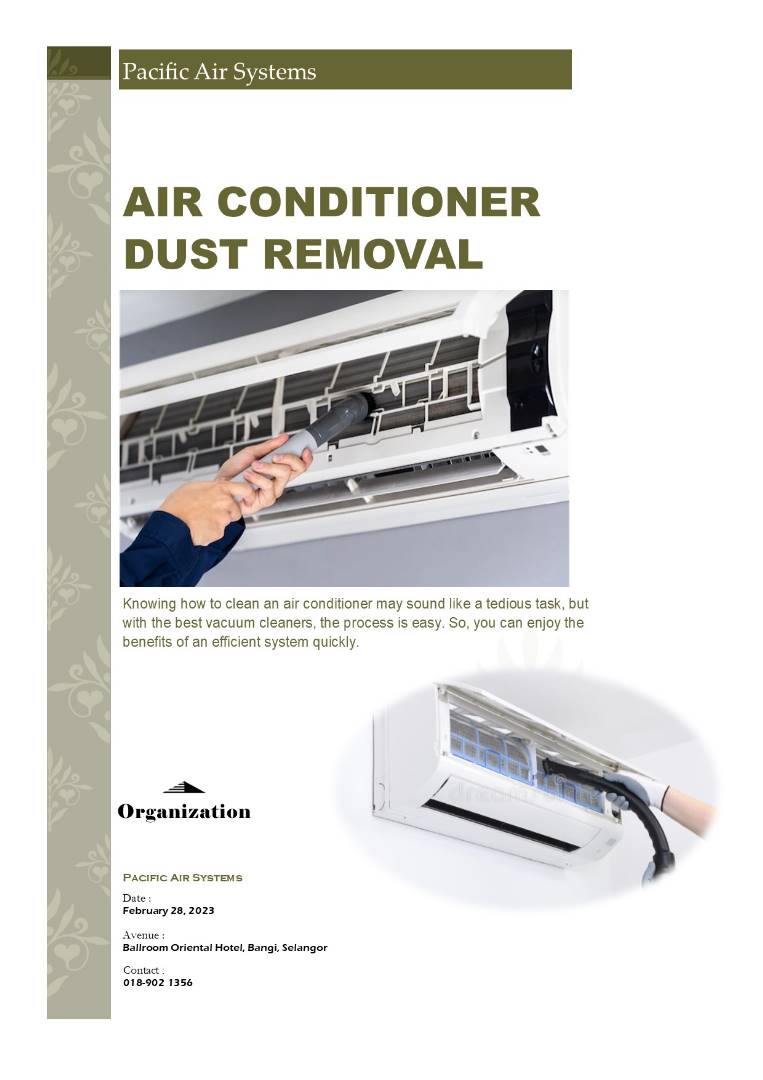 Pacific Air Systems
AIR CONDITIONER
DUST REMOVAL
Knowing how to clean an air conditioner may sound like a tedious task, but
with the best vacuum cleaners, the process is easy. So, you can enjoy the
benefits of an efficient system quickly.
Organization
Pacific Air Systems
Date :
February 28, 2023
Avenue :
Ballroom Oriental Hotel, Bangi, Selangor
Contact :
018-902 1356